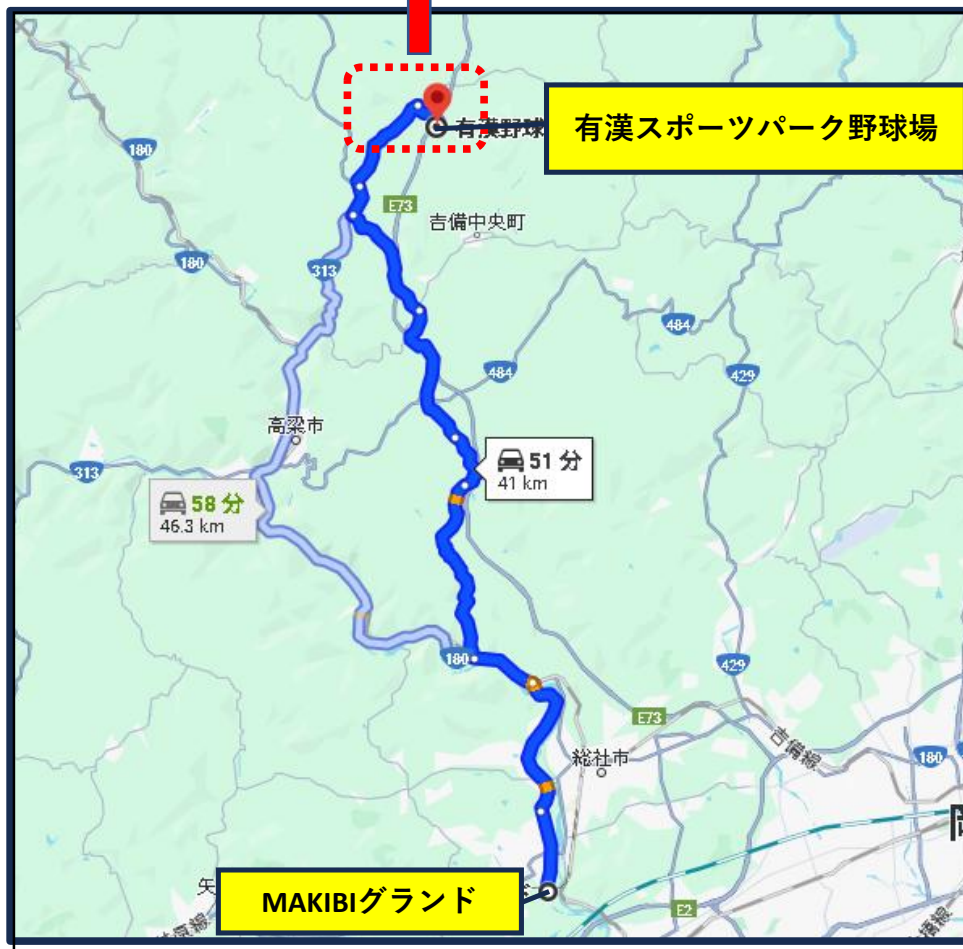 有漢野球
有漢スポーツパーク野球場
180
E73
吉備中央町
180
313
484
484
429
高梁市
313
51 分
41 km
58 分
46.3 km
180
429
E73
吉備線
総社市
180
岡
矢
MAKIBIグランド
E2